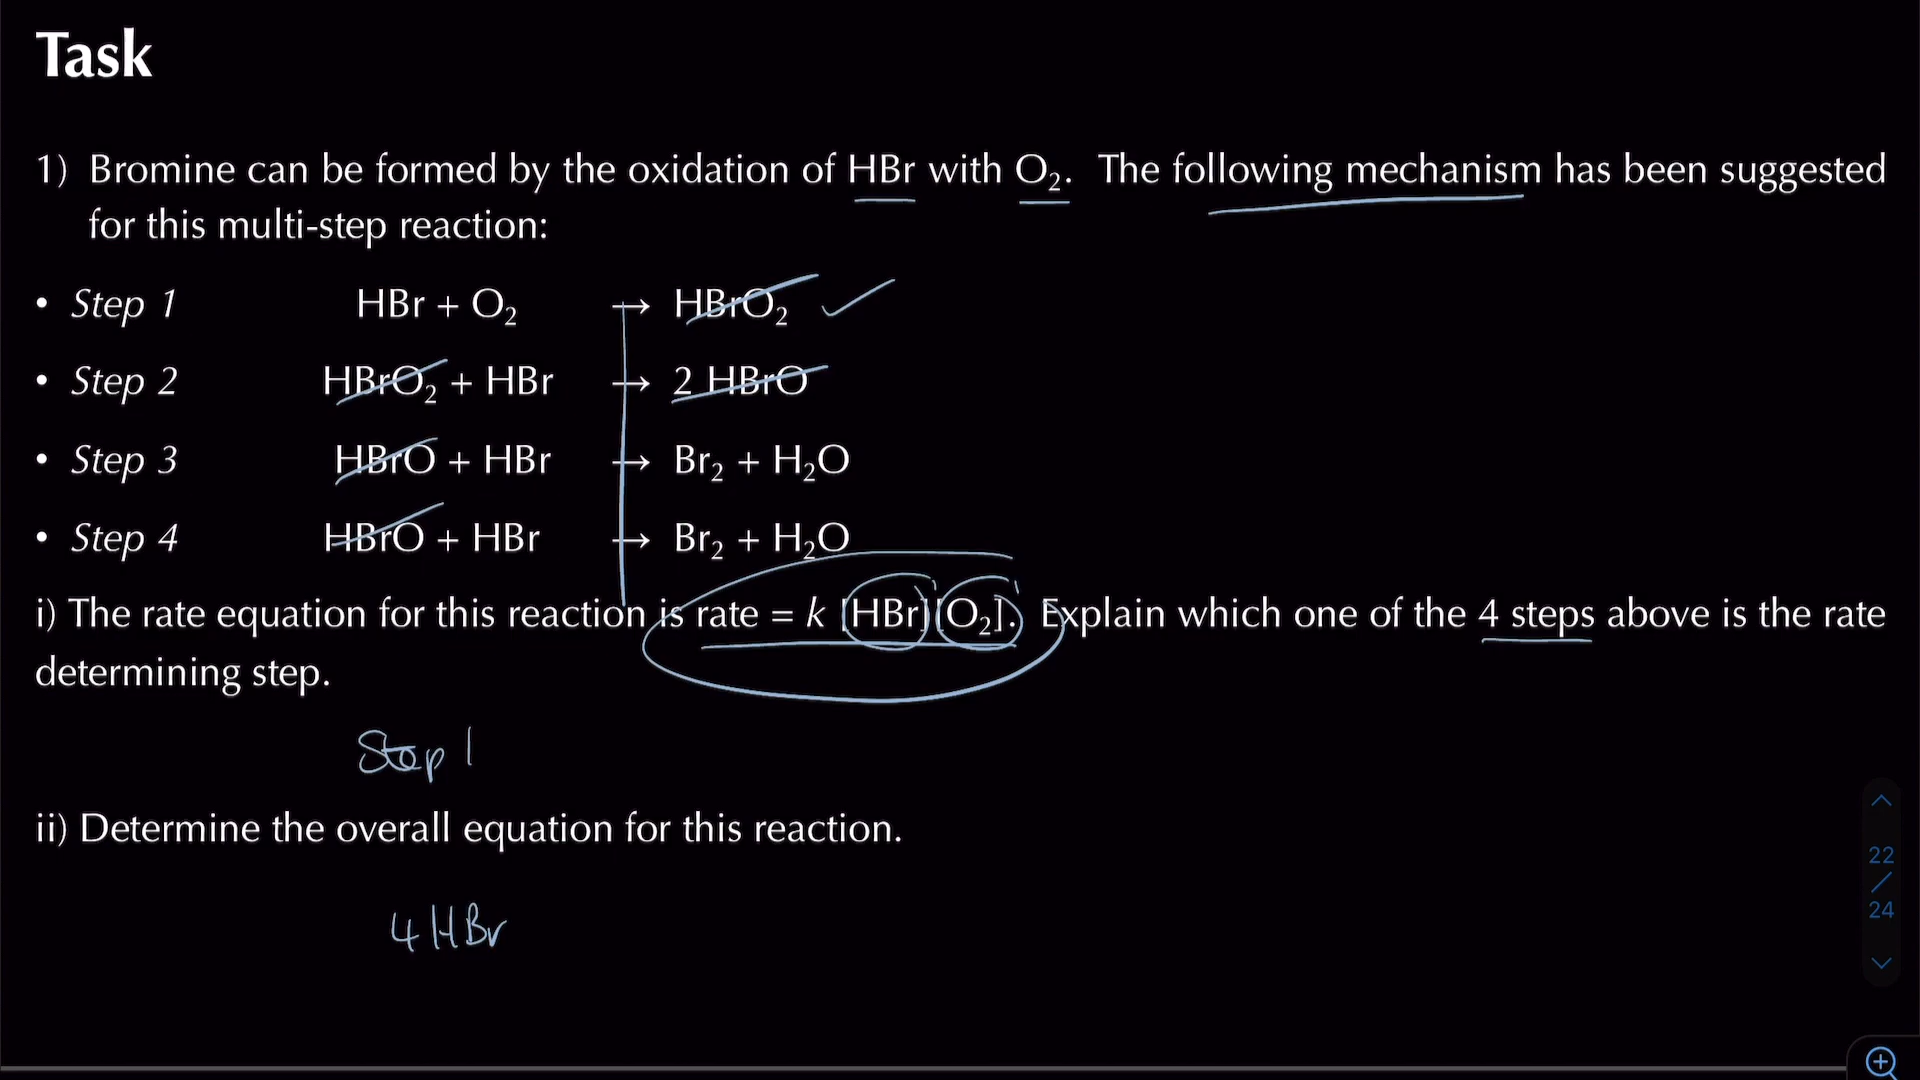 Task
1) Bromine can be formed by the oxidation of HBr with O₂. The following mechanism has been suggested
for this multi-step reaction:
• Step 1 HBr + O₂ → HBrO₂
• Step 2 HBrO₂ + HBr → 2 HBrO
• Step 3 HBrO + HBr → Br₂ + H₂O
• Step 4 HBrO + HBr → Br₂ + H₂O
i) The rate equation for this reaction is rate = k [HBr][O₂]. Explain which one of the 4 steps above is the rate
determining step.
Step 1
ii) Determine the overall equation for this reaction.
4 HBr
22
/
24